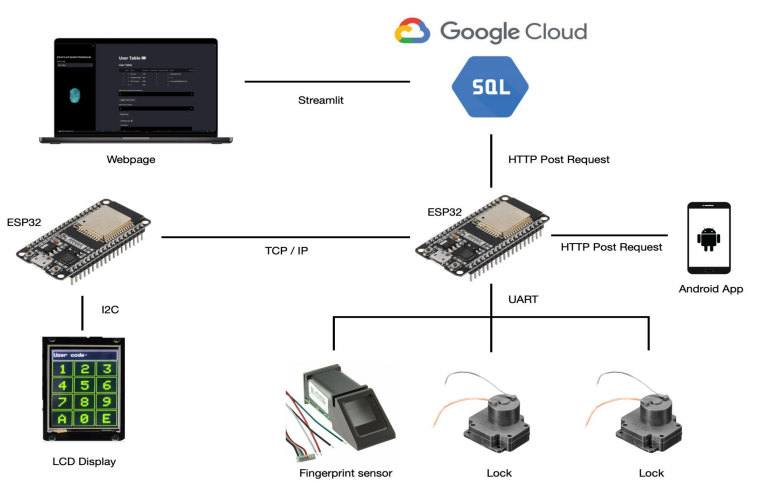 Google Cloud
SQL
User Table
User Table
Streamlit
Webpage
HTTP Post Request
ESP32
ESP32
TCP / IP
HTTP Post Request
Android App
I2C
UART
User code-
1 2 3
4 5 6
7 8 9
A 0 E
LCD Display
Fingerprint sensor
Lock
Lock